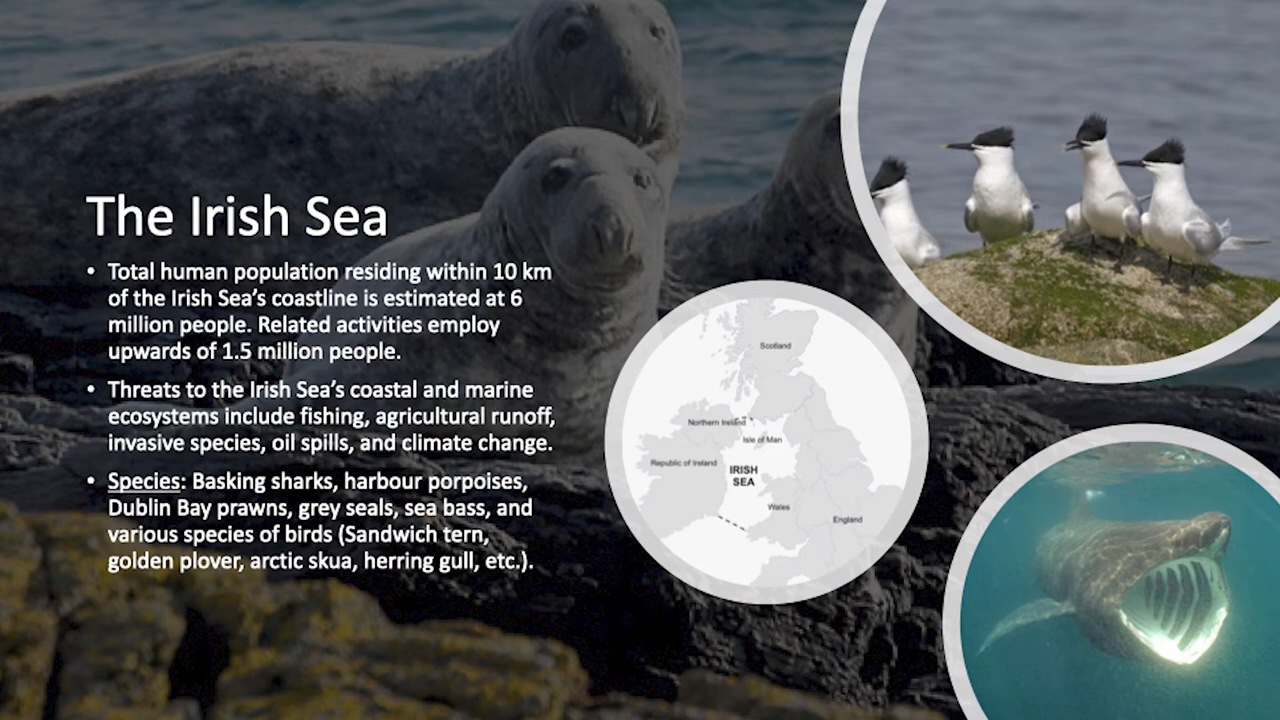 The Irish Sea
• Total human population residing within 10 km
of the Irish Sea's coastline is estimated at 6
million people. Related activities employ
upwards of 1.5 million people.
• Threats to the Irish Sea's coastal and marine
ecosystems include fishing, agricultural runoff,
invasive species, oil spills, and climate change.
• Species: Basking sharks, harbour porpoises,
Dublin Bay prawns, grey seals, sea bass, and
various species of birds (Sandwich tern,
golden plover, arctic skua, herring gull, etc.).
Scotland
Northern Ireland
Isle of Man
Republic of Ireland
IRISH
SEA
Wales
England